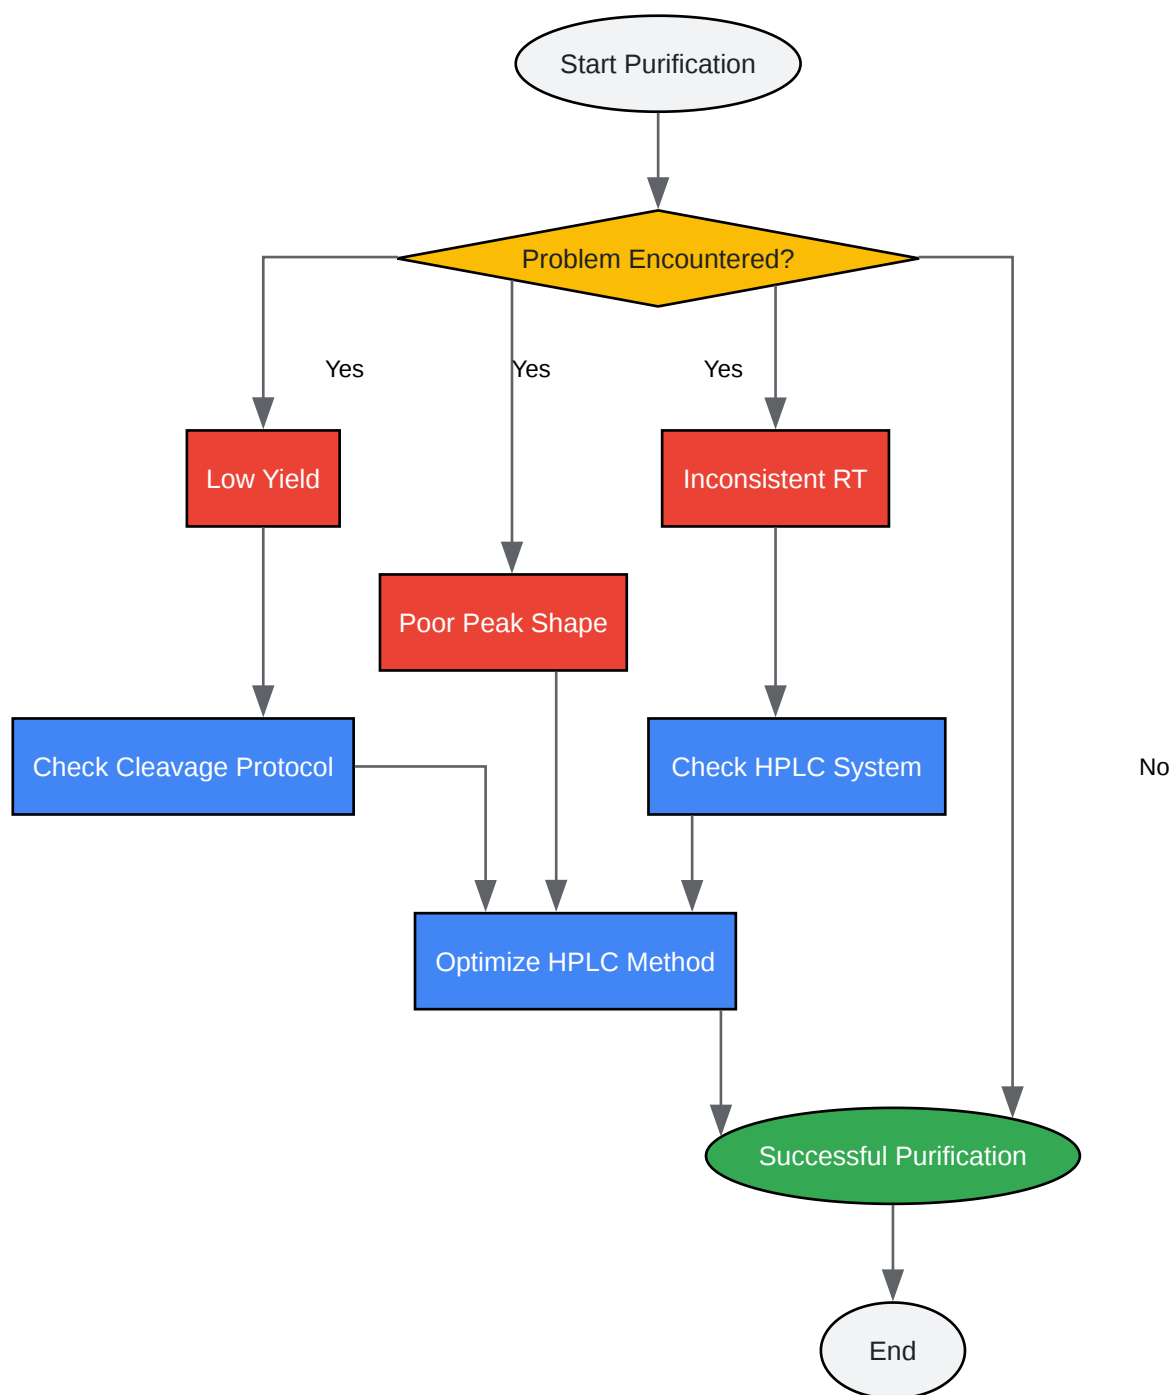 Start Purification
Problem Encountered?
Yes
Yes
Yes
Low Yield
Inconsistent RT
Poor Peak Shape
Check Cleavage Protocol
Check HPLC System
No
Optimize HPLC Method
Successful Purification
End